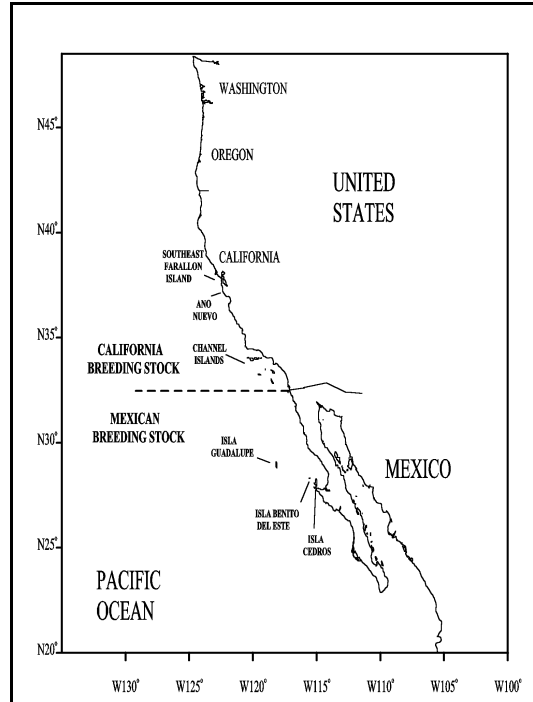 WASHINGTON
N45°
OREGON
UNITED
STATES
N40°
CALIFORNIA
SOUTHEAST
FARALLON
ISLAND
ANO
NUEVO
N35°
CHANNEL
ISLANDS
CALIFORNIA
BREEDING STOCK
MEXICAN
BREEDING STOCK
N30°
ISLA
GUADALUPE
MEXICO
ISLA BENITO
DEL ESTE
ISLA
CEDROS
N25°
PACIFIC
OCEAN
N20°
W130° W125° W120° W115° W110° W105° W100°